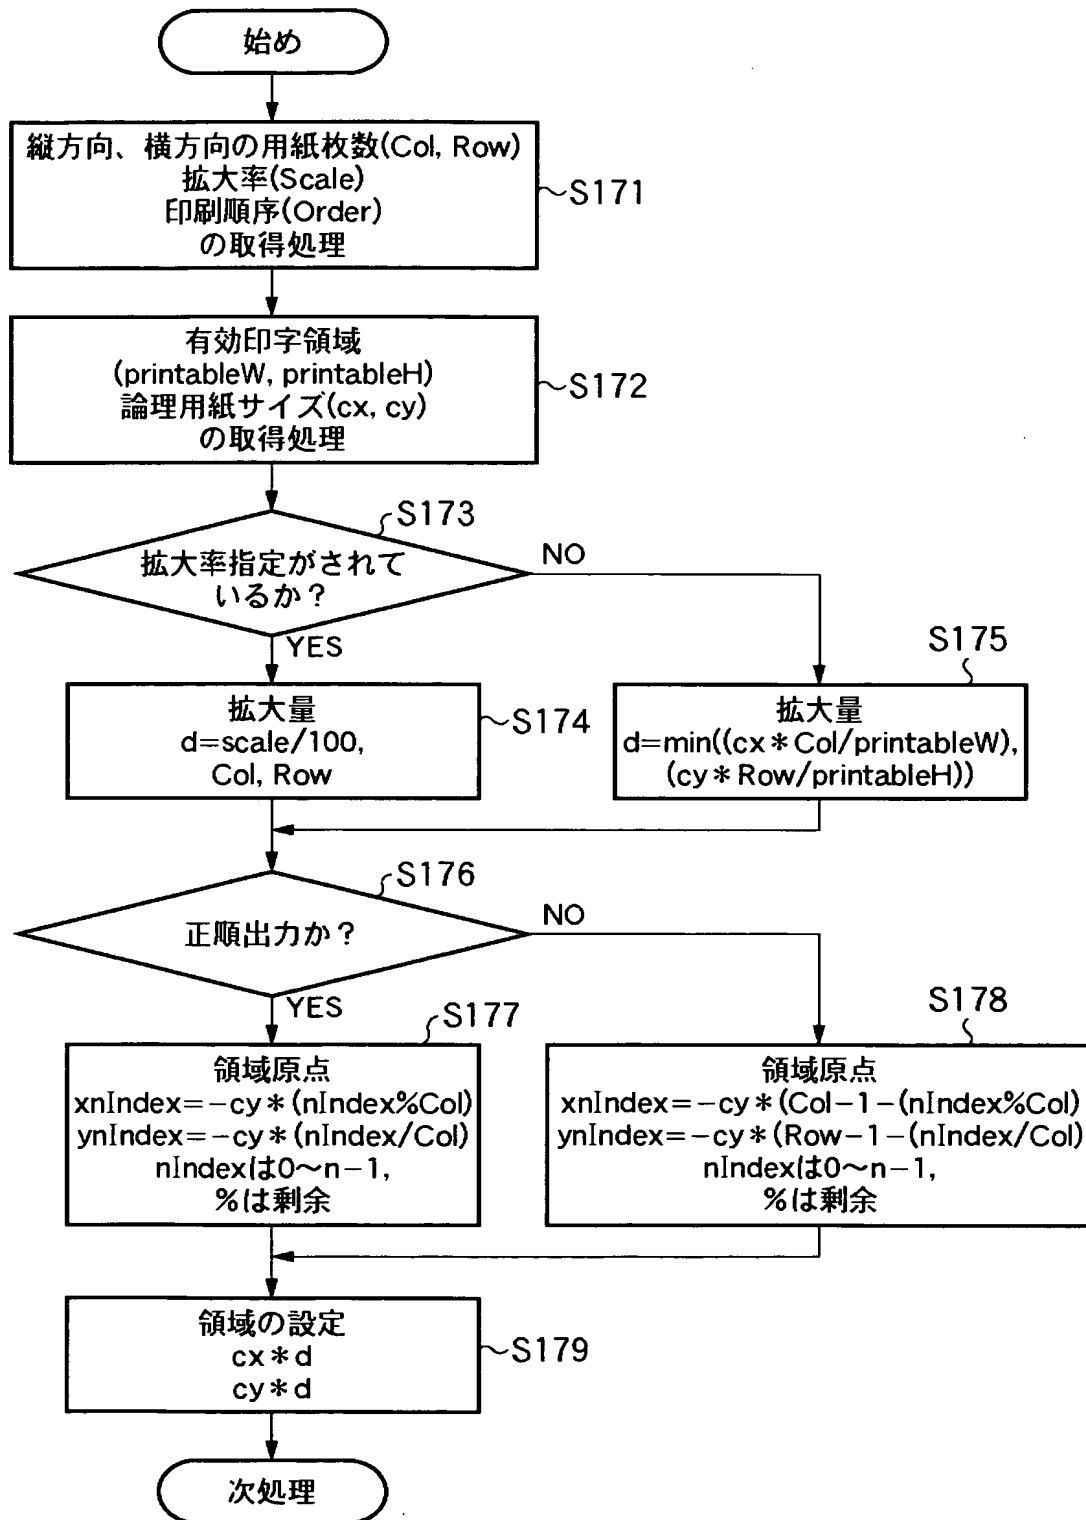 始め
縦方向、横方向の用紙枚数(Col, Row)
拡大率(Scale)
印刷順序(Order)
の取得処理
S171
有効印字領域
(printableW, printableH)
論理用紙サイズ(cx, cy)
の取得処理
S172
S173
拡大率指定がされて
いるか?
NO
YES
拡大量
d=scale/100,
Col, Row
S174
S175
拡大量
d=min((cx*Col/printableW),
(cy*Row/printableH))
S176
正順出力か?
NO
YES
S177
領域原点
xnIndex=-cy*(nIndex%Col)
ynIndex=-cy*(nIndex/Col)
nIndexは0~n-1,
%は剰余
S178
領域原点
xnIndex=-cy*(Col-1-(nIndex%Col)
ynIndex=-cy*(Row-1-(nIndex/Col)
nIndexは0~n-1,
%は剰余
領域の設定
cx*d
cy*d
S179
次処理